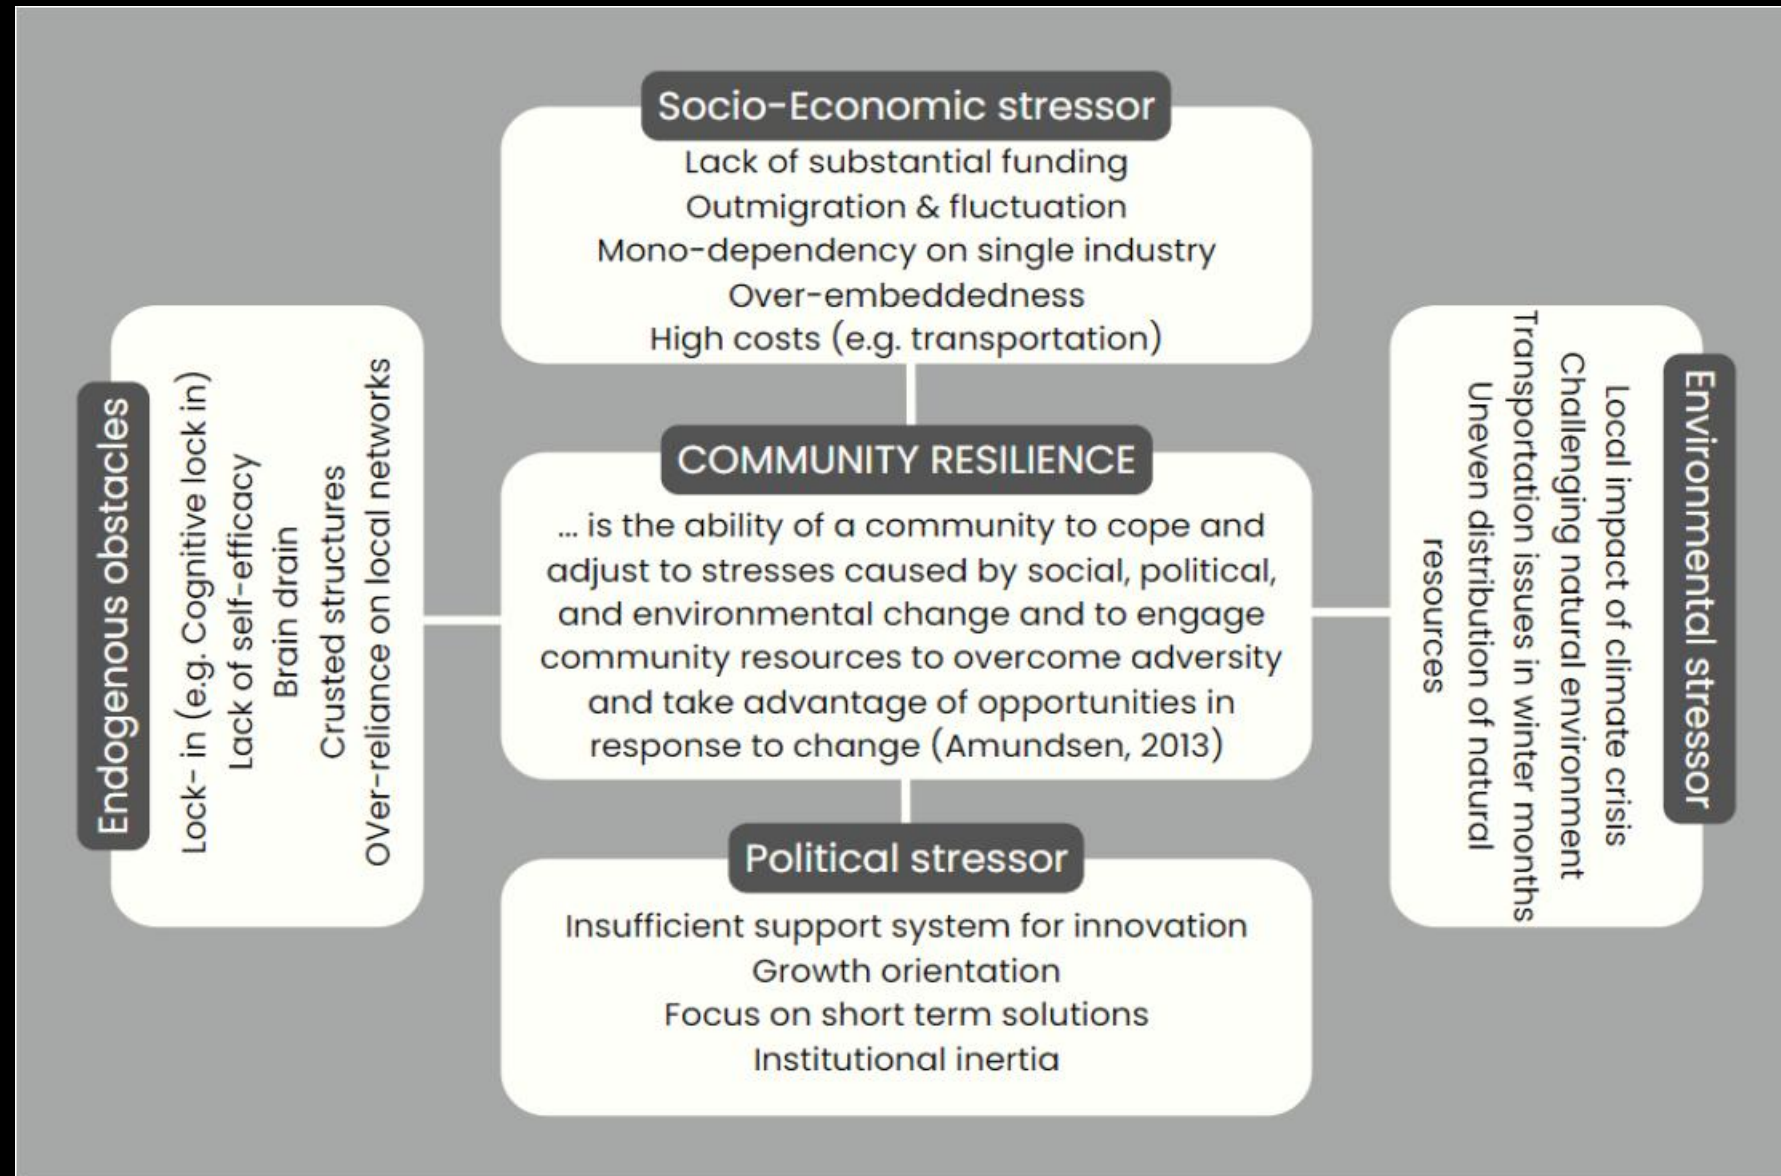 Socio-Economic stressor
Lack of substantial funding
Outmigration & fluctuation
Mono-dependency on single industry
Over-embeddedness
High costs (e.g. transportation)
Endogenous obstacles
Lock- in (e.g. Cognitive lock in)
Lack of self-efficacy
Brain drain
Crusted structures
OVer-reliance on local networks
COMMUNITY RESILIENCE
... is the ability of a community to cope and
adjust to stresses caused by social, political,
and environmental change and to engage
community resources to overcome adversity
and take advantage of opportunities in
response to change (Amundsen, 2013)
Environmental stressor
Local impact of climate crisis
Challenging natural environment
Transportation issues in winter months
Uneven distribution of natural
resources
Political stressor
Insufficient support system for innovation
Growth orientation
Focus on short term solutions
Institutional inertia